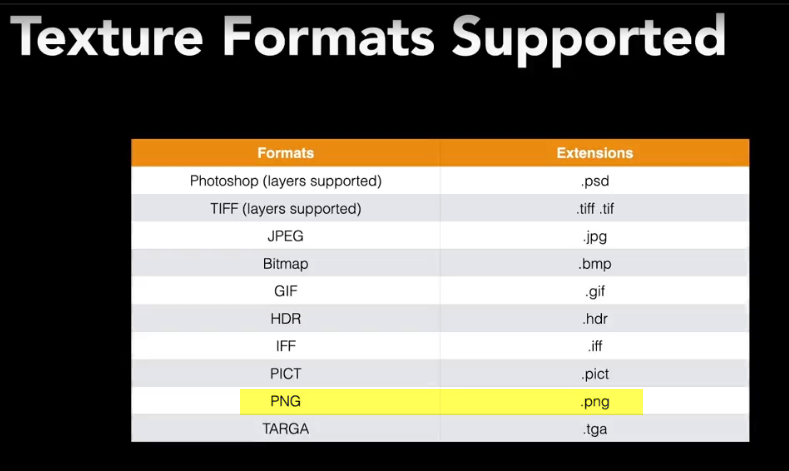 Texture Formats Supported
Formats Extensions
Photoshop (layers supported) .psd
TIFF (layers supported) .tiff .tif
JPEG .jpg
Bitmap .bmp
GIF .gif
HDR .hdr
IFF .iff
PICT .pict
PNG .png
TARGA .tga